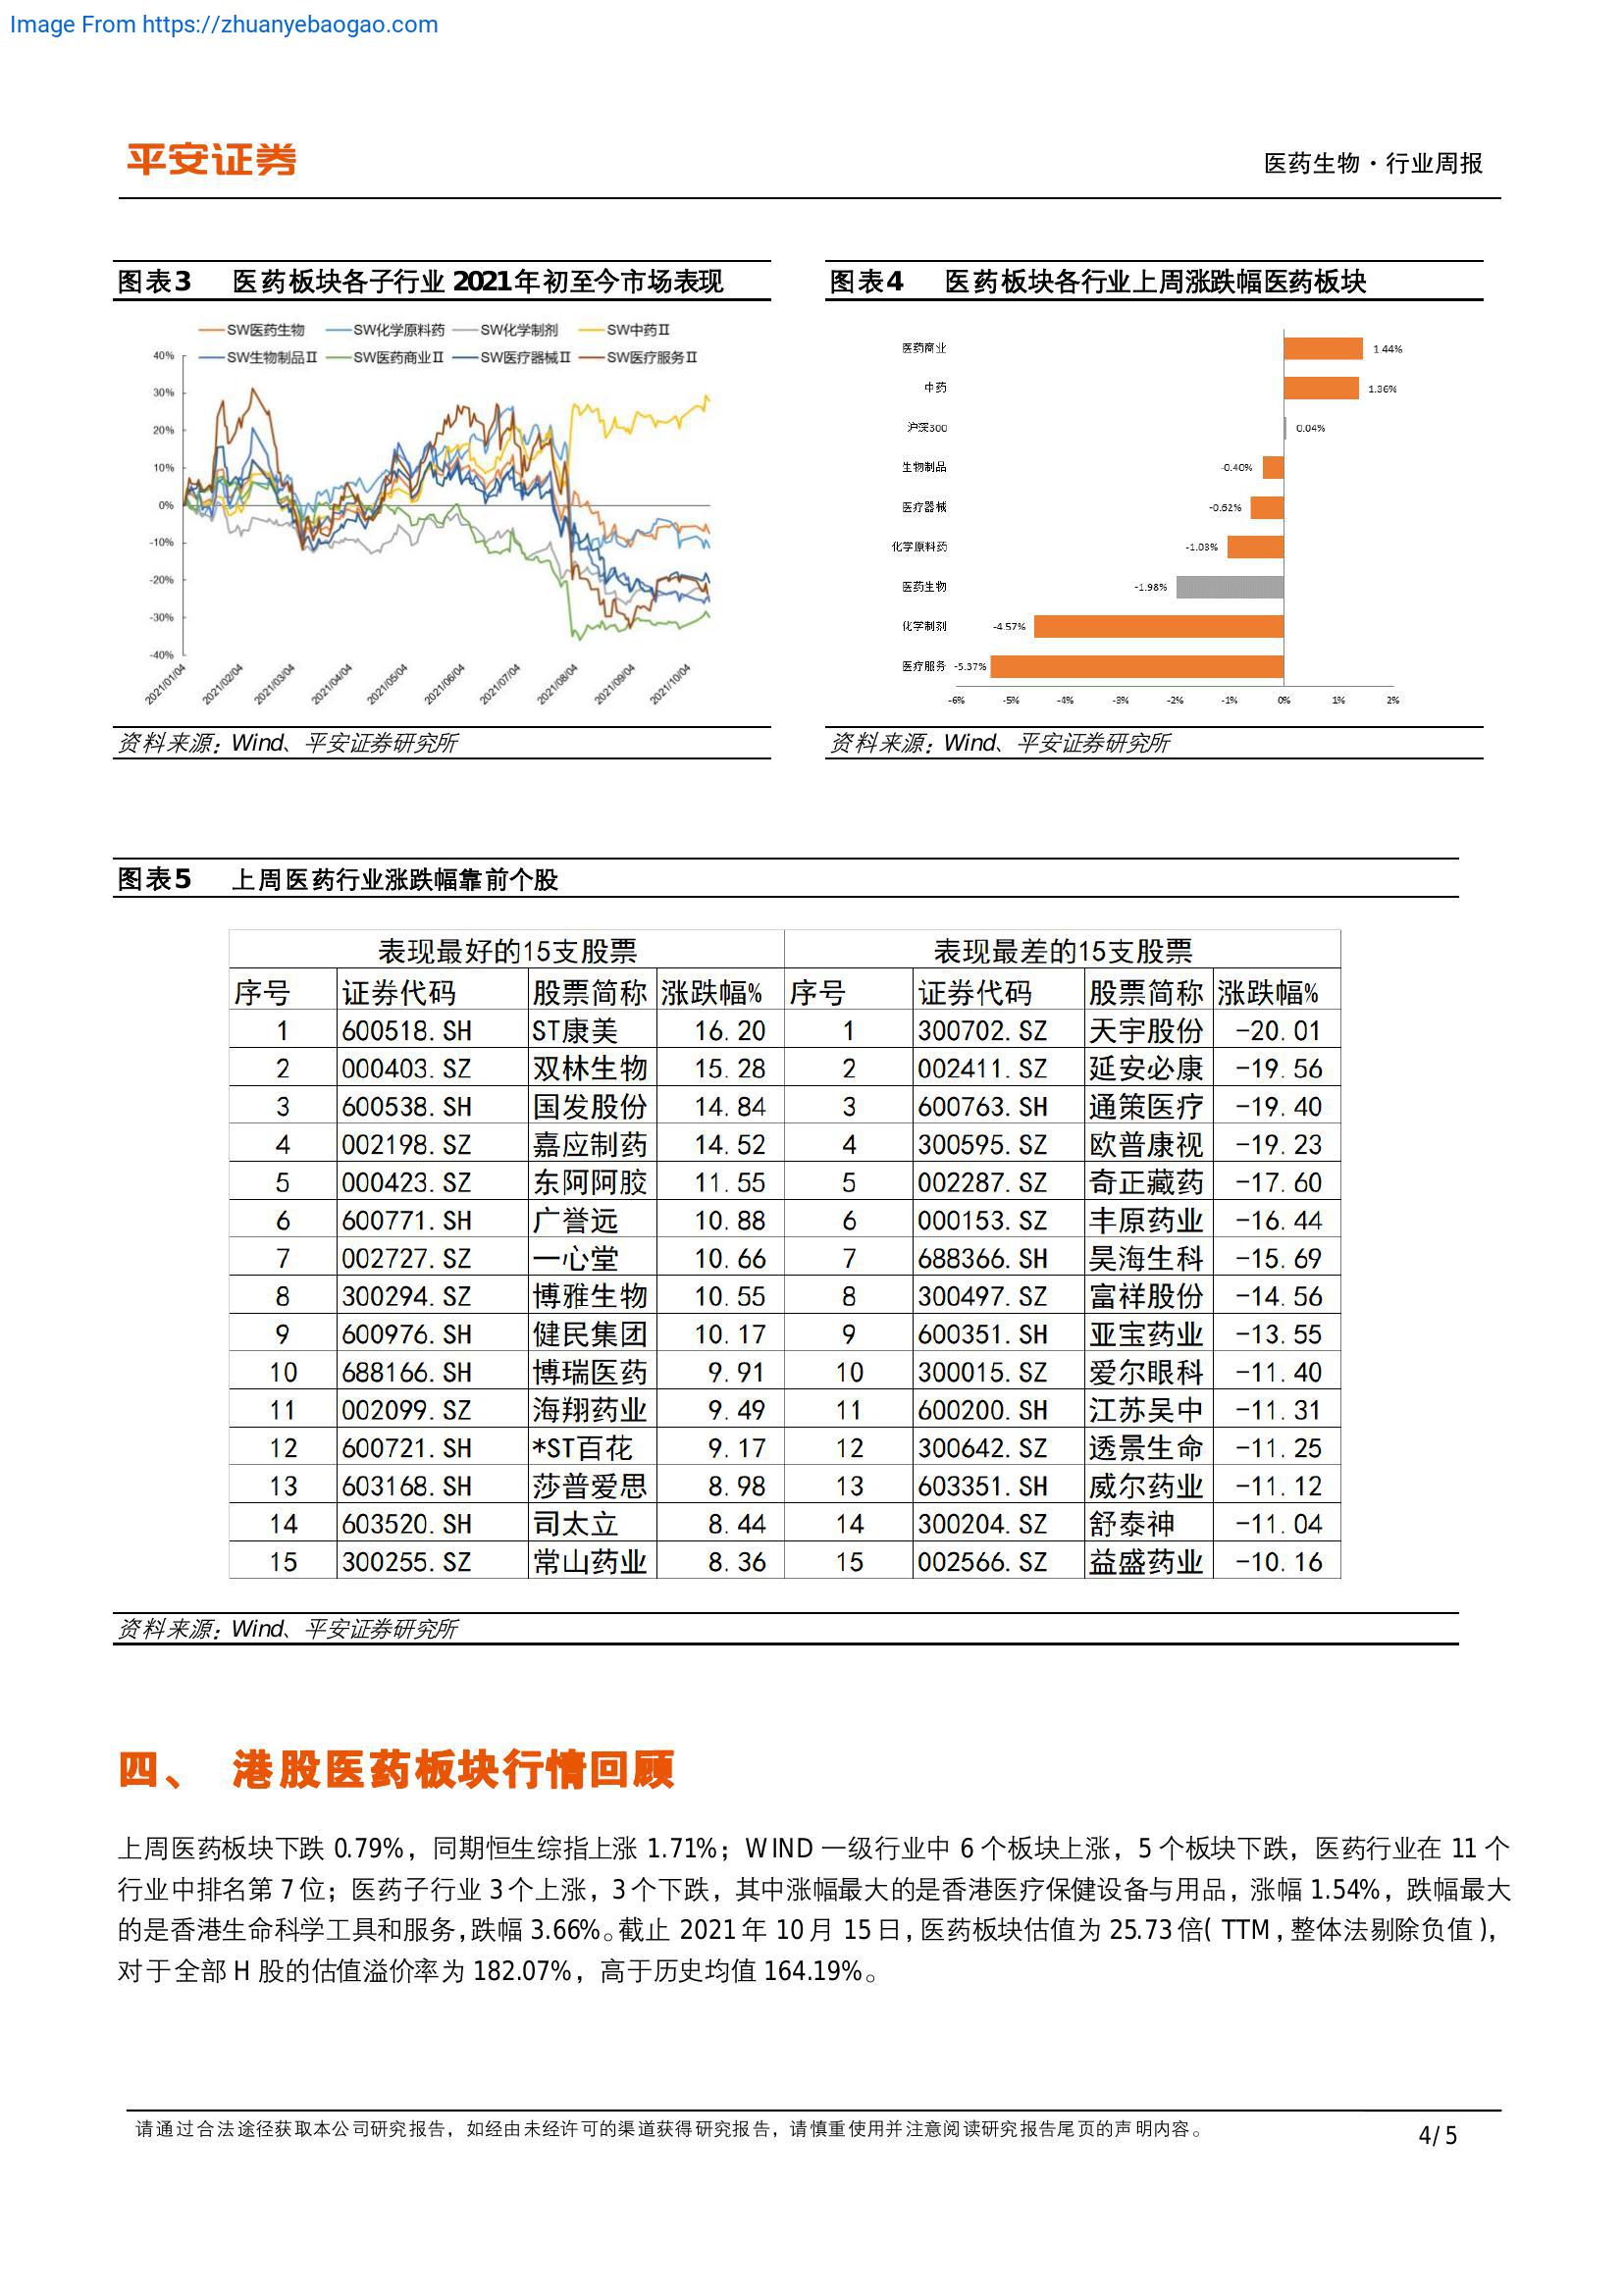 Image From https://zhuanyebaogao.com
平安证券
医药生物·行业周报
图表3 医药板块各子行业 2021年初至今市场表现
SW医药生物 SW化学原料药 SW化学制剂 SW中药Ⅱ
SW生物制品Ⅱ SW医药商业Ⅱ SW医疗器械Ⅱ SW医疗服务Ⅱ
40%
30%
20%
10%
0%
-10%
-20%
-30%
-40%
2021/01/04 2021/02/04 2021/03/04 2021/04/04 2021/05/04 2021/06/04 2021/07/04 2021/08/04 2021/09/04 2021/10/04
资料来源:Wind、平安证券研究所
图表4 医药板块各行业上周涨跌幅医药板块
医药商业 1.44%
中药 1.36%
沪深300 0.04%
生物制品 -0.40%
医疗器械 -0.62%
化学原料药 -1.03%
医药生物 -1.98%
化学制剂 -4.57%
医疗服务 -5.37%
-6% -5% -4% -3% -2% -1% 0% 1% 2%
资料来源:Wind、平安证券研究所
图表5 上周医药行业涨跌幅靠前个股
表现最好的15支股票 表现最差的15支股票
序号 证券代码 股票简称 涨跌幅% 序号 证券代码 股票简称 涨跌幅%
1 600518.SH ST康美 16.20 1 300702.SZ 天宇股份 -20.01
2 000403.SZ 双林生物 15.28 2 002411.SZ 延安必康 -19.56
3 600538.SH 国发股份 14.84 3 600763.SH 通策医疗 -19.40
4 002198.SZ 嘉应制药 14.52 4 300595.SZ 欧普康视 -19.23
5 000423.SZ 东阿阿胶 11.55 5 002287.SZ 奇正藏药 -17.60
6 600771.SH 广誉远 10.88 6 000153.SZ 丰原药业 -16.44
7 002727.SZ 一心堂 10.66 7 688366.SH 昊海生科 -15.69
8 300294.SZ 博雅生物 10.55 8 300497.SZ 富祥股份 -14.56
9 600976.SH 健民集团 10.17 9 600351.SH 亚宝药业 -13.55
10 688166.SH 博瑞医药 9.91 10 300015.SZ 爱尔眼科 -11.40
11 002099.SZ 海翔药业 9.49 11 600200.SH 江苏吴中 -11.31
12 600721.SH *ST百花 9.17 12 300642.SZ 透景生命 -11.25
13 603168.SH 莎普爱思 8.98 13 603351.SH 威尔药业 -11.12
14 603520.SH 司太立 8.44 14 300204.SZ 舒泰神 -11.04
15 300255.SZ 常山药业 8.36 15 002566.SZ 益盛药业 -10.16
资料来源:Wind、平安证券研究所
四、 港股医药板块行情回顾
上周医药板块下跌 0.79%，同期恒生综指上涨 1.71%；WIND 一级行业中 6 个板块上涨，5 个板块下跌，医药行业在 11 个
行业中排名第 7 位；医药子行业 3 个上涨，3 个下跌，其中涨幅最大的是香港医疗保健设备与用品，涨幅 1.54%，跌幅最大
的是香港生命科学工具和服务，跌幅 3.66%。截止 2021 年 10 月 15 日，医药板块估值为 25.73 倍( TTM，整体法剔除负值 )，
对于全部 H 股的估值溢价率为 182.07%，高于历史均值 164.19%。
请通过合法途径获取本公司研究报告，如经由未经许可的渠道获得研究报告，请慎重使用并注意阅读研究报告尾页的声明内容。
4/ 5